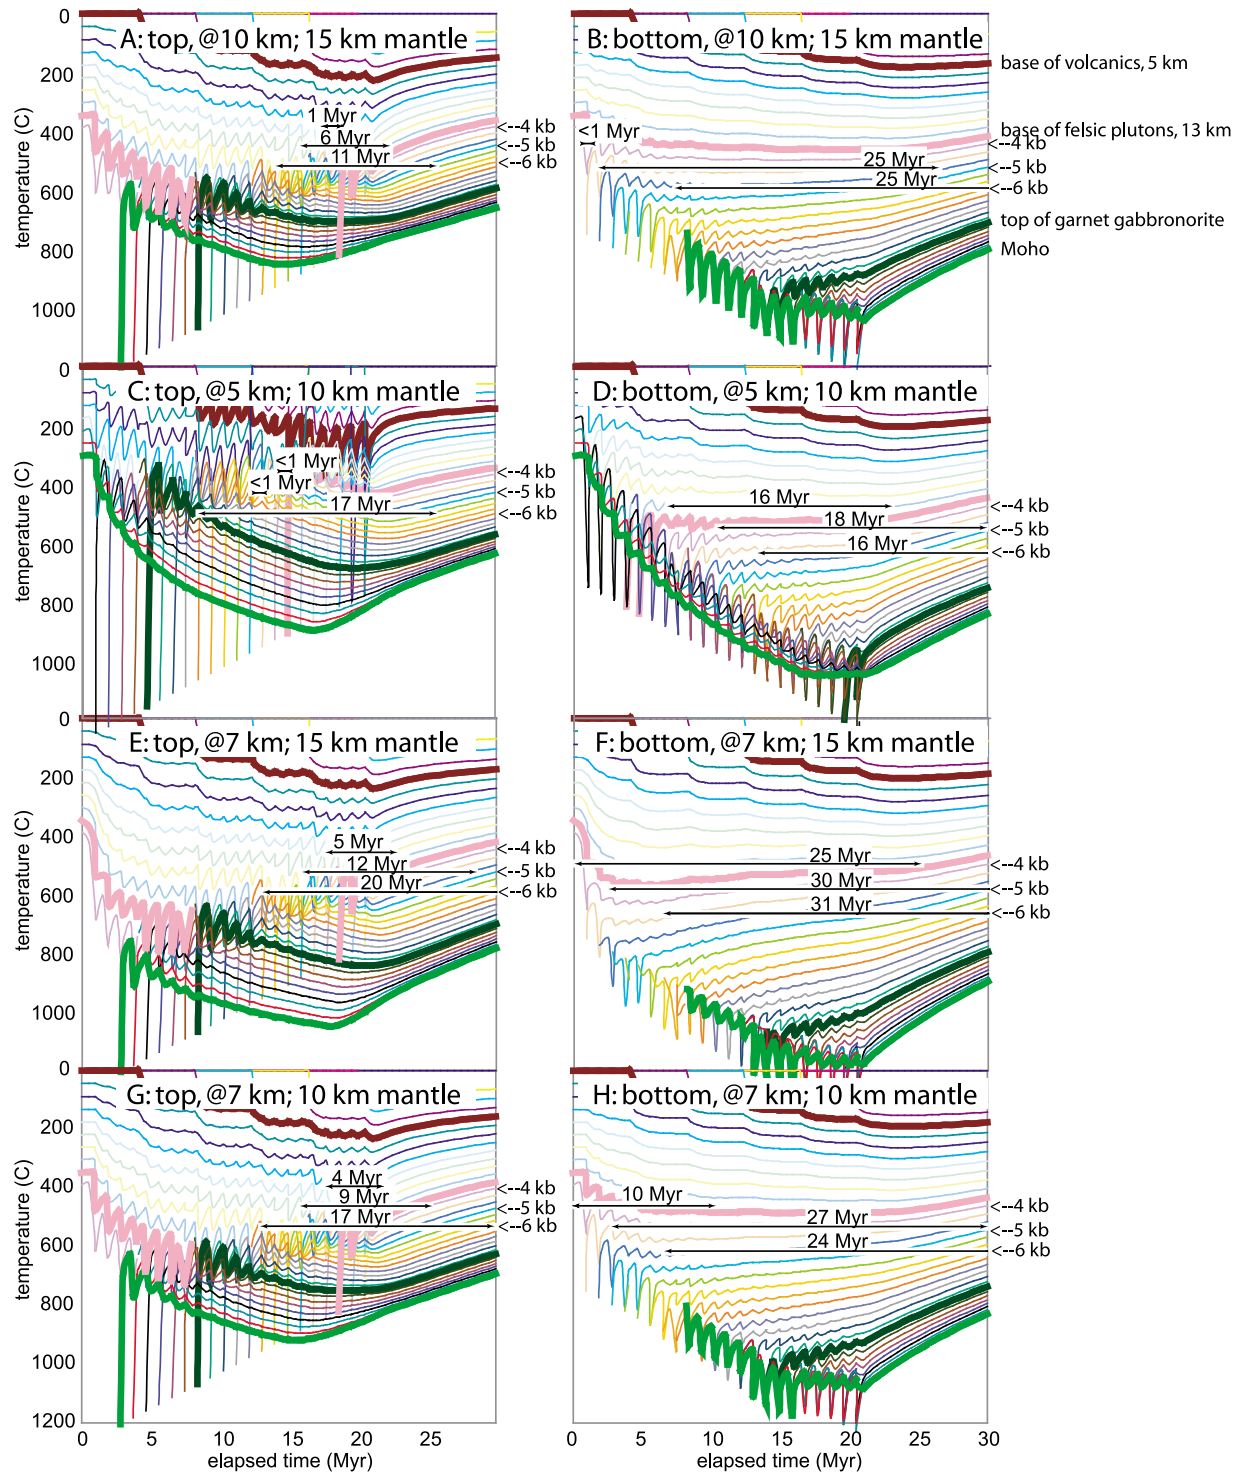 0
A: top, @10 km; 15 km mantle
B: bottom, @10 km; 15 km mantle
base of volcanics, 5 km
200
temperature (C)
1 Myr
6 Myr
11 Myr
400
<--4 kb
<--5 kb
<--6 kb
<1 Myr
25 Myr
25 Myr
base of felsic plutons, 13 km
<--4 kb
<--5 kb
<--6 kb
600
top of garnet gabbronorite
800
Moho
1000
0
C: top, @5 km; 10 km mantle
D: bottom, @5 km; 10 km mantle
200
temperature (C)
<1 Myr
<1 Myr
17 Myr
400
<--4 kb
<--5 kb
<--6 kb
16 Myr
18 Myr
16 Myr
<--4 kb
<--5 kb
<--6 kb
600
800
1000
0
E: top, @7 km; 15 km mantle
F: bottom, @7 km; 15 km mantle
200
temperature (C)
400
5 Myr
12 Myr
20 Myr
<--4 kb
<--5 kb
<--6 kb
25 Myr
30 Myr
31 Myr
<--4 kb
<--5 kb
<--6 kb
600
800
1000
0
G: top, @7 km; 10 km mantle
H: bottom, @7 km; 10 km mantle
200
temperature (C)
4 Myr
9 Myr
17 Myr
400
<--4 kb
<--5 kb
<--6 kb
10 Myr
27 Myr
24 Myr
<--4 kb
<--5 kb
<--6 kb
600
800
1000
1200
0 5 10 15 20 25
0 5 10 15 20 25 30
elapsed time (Myr)
elapsed time (Myr)